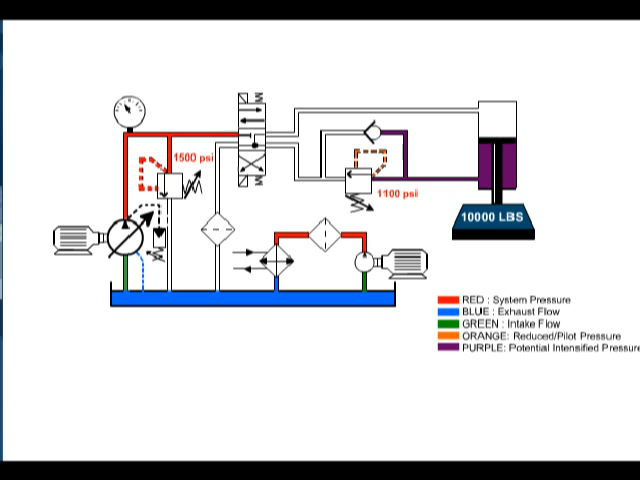 1500 psi
1100 psi
10000 LBS
RED : System Pressure
BLUE : Exhaust Flow
GREEN : Intake Flow
ORANGE: Reduced/Pilot Pressure
PURPLE: Potential Intensified Pressure